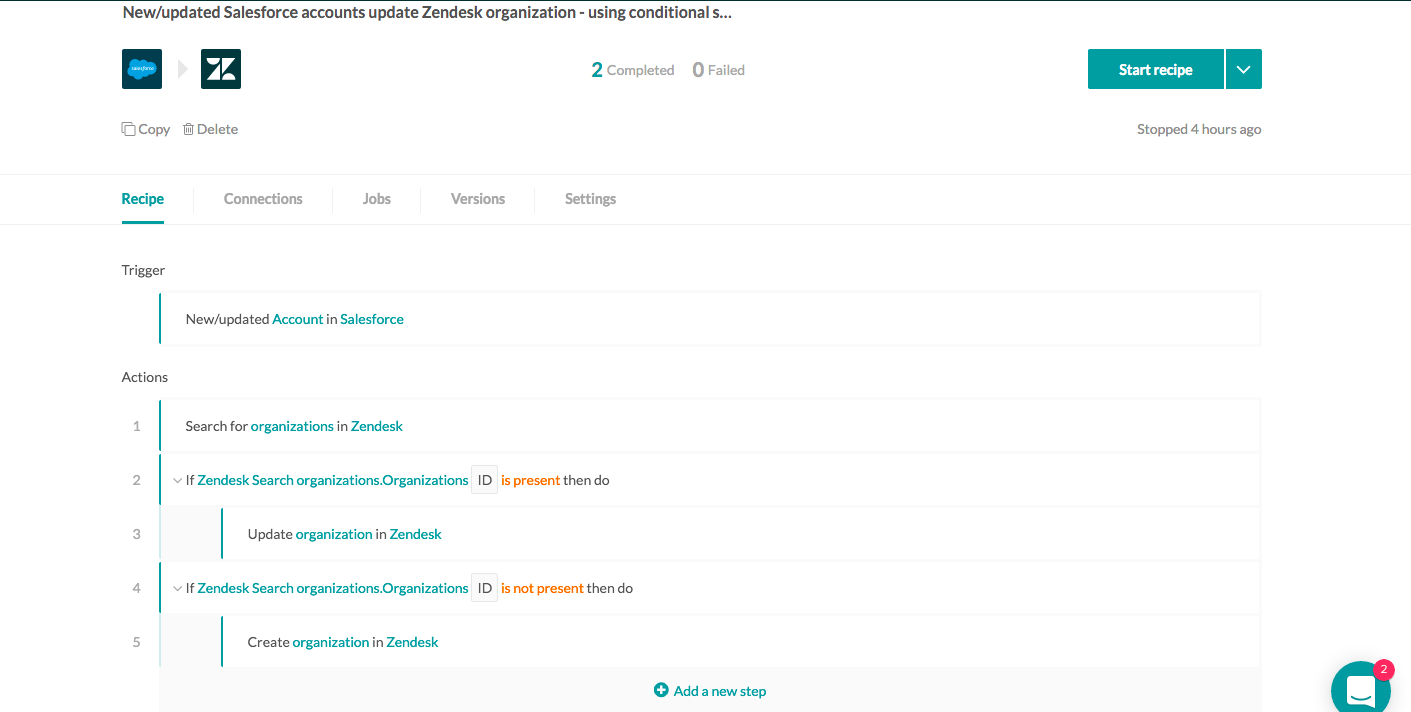 New/updated Salesforce accounts update Zendesk organization - using conditional s...
salesforce
2 Completed 0 Failed
Start recipe
Copy Delete
Stopped 4 hours ago
Recipe Connections Jobs Versions Settings
Trigger
New/updated Account in Salesforce
Actions
1 Search for organizations in Zendesk
2 If Zendesk Search organizations.Organizations ID is present then do
3 Update organization in Zendesk
4 If Zendesk Search organizations.Organizations ID is not present then do
5 Create organization in Zendesk
Add a new step
2